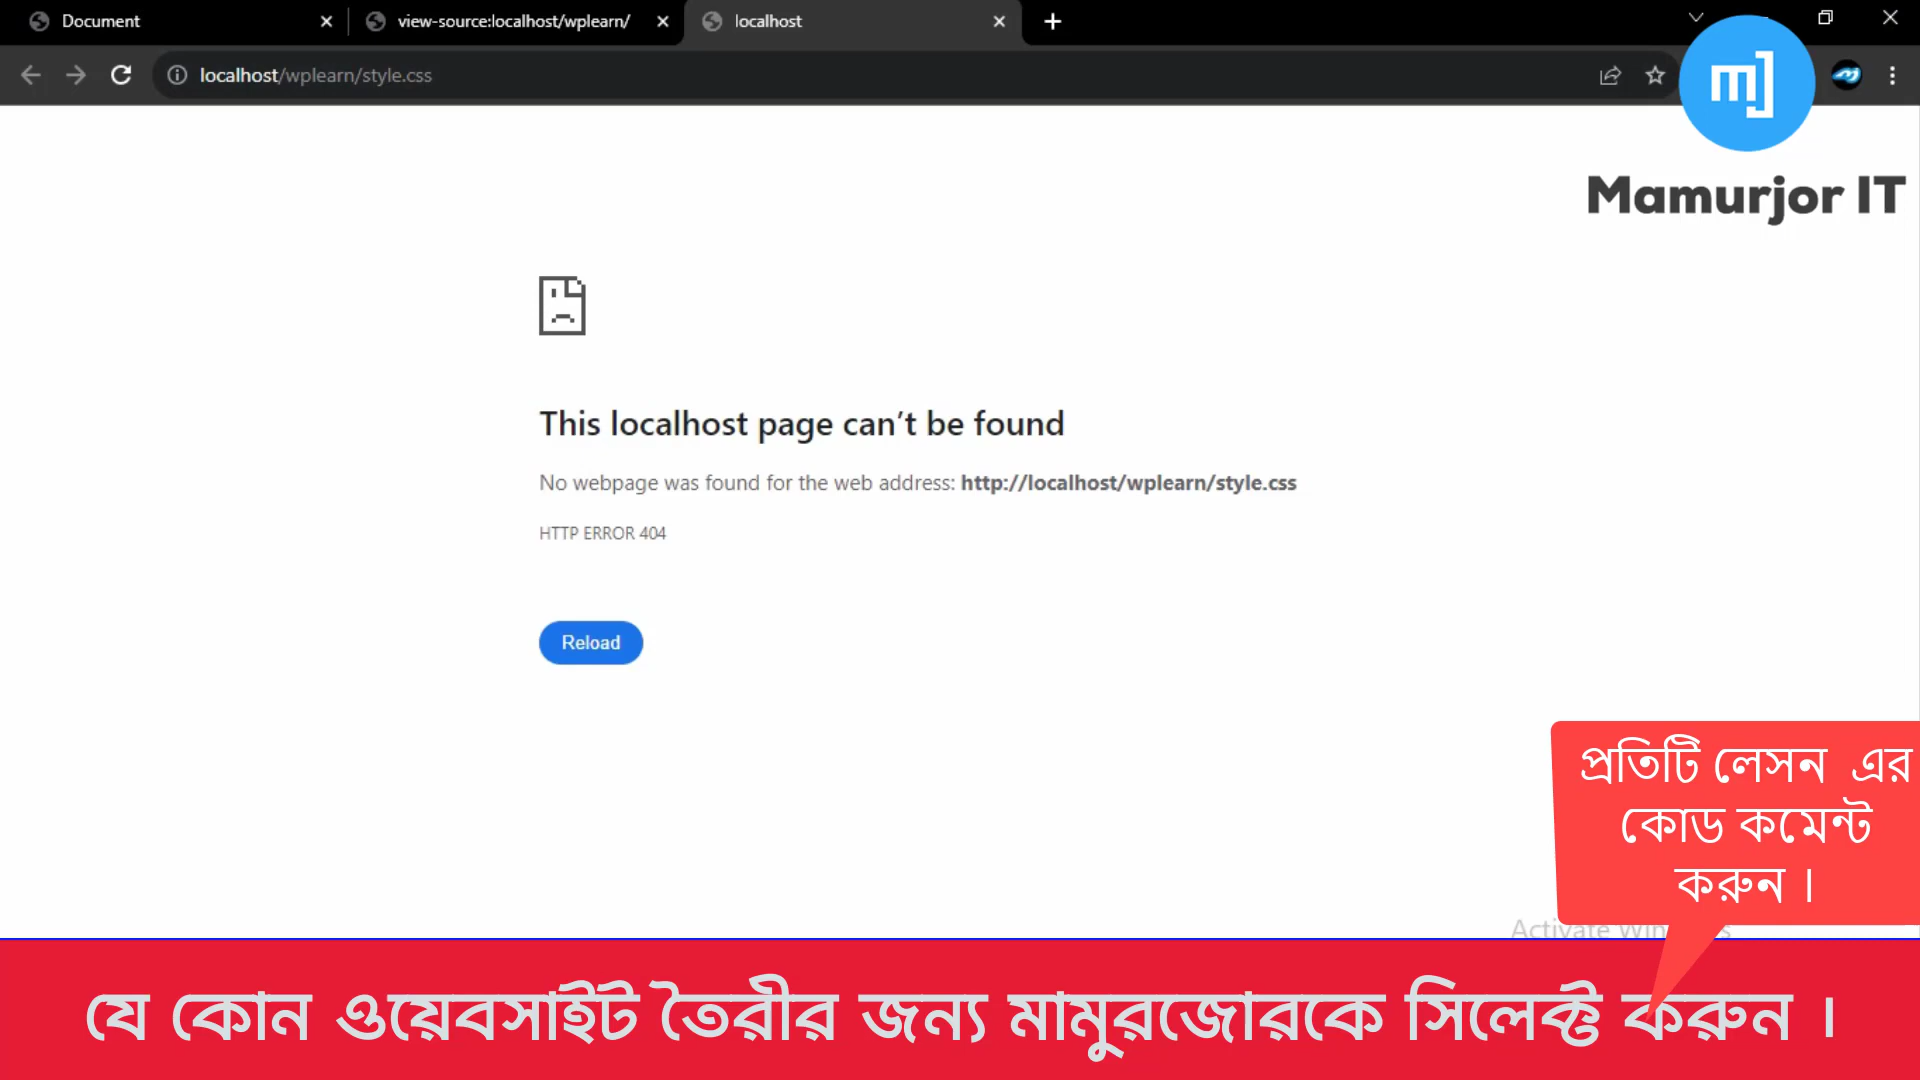 Document
view-source:localhost/wplearn/
localhost
localhost/wplearn/style.css
m]
Mamurjor IT
This localhost page can’t be found
No webpage was found for the web address: http://localhost/wplearn/style.css
HTTP ERROR 404
Reload
প্রতিটি লেসন এর
কোড কমেন্ট
করুন ।
Activate Win
যে কোন ওয়েবসাইট তৈরীর জন্য মামুরজোরকে সিলেক্ট করুন ।